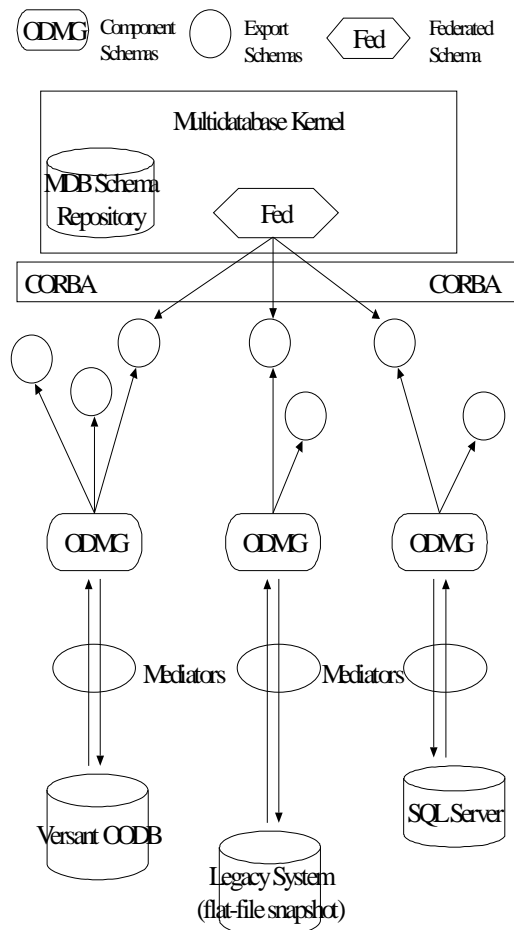 ODMG
Component
Schemas
Export
Schemas
Fed
Federated
Schema
Multidatabase Kernel
MDB Schema
Repository
Fed
CORBA
CORBA
ODMG
ODMG
ODMG
Mediators
Mediators
Versant OODB
Legacy System
(flat-file snapshot)
SQL Server